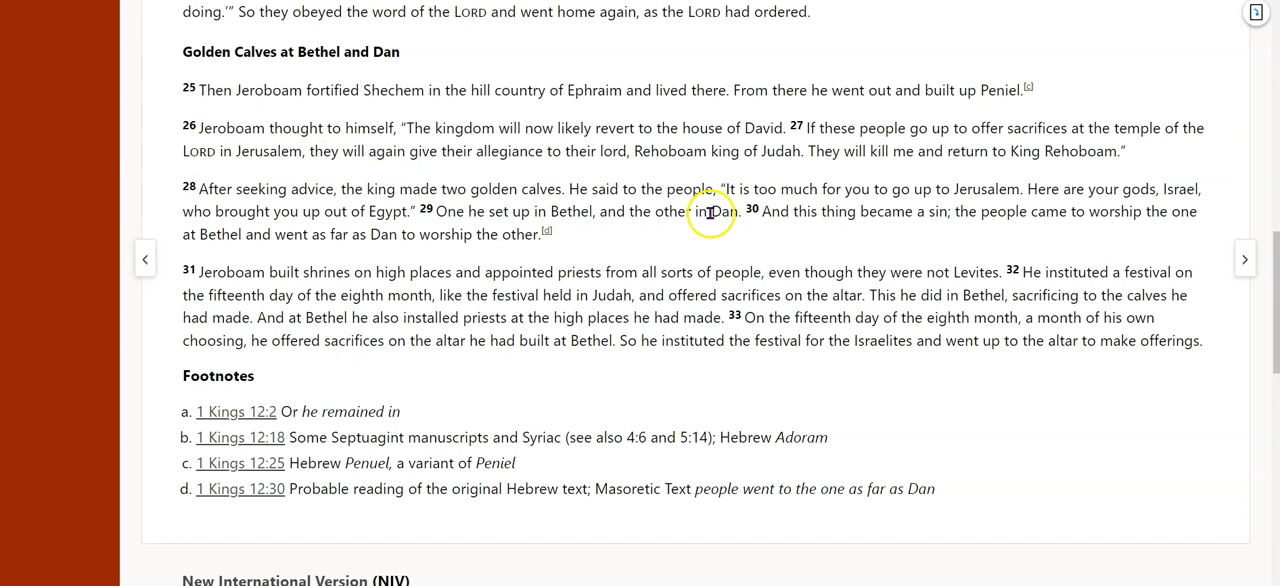 doing.’” So they obeyed the word of the LORD and went home again, as the LORD had ordered.
Golden Calves at Bethel and Dan
25 Then Jeroboam fortified Shechem in the hill country of Ephraim and lived there. From there he went out and built up Peniel.[c]
26 Jeroboam thought to himself, “The kingdom will now likely revert to the house of David. 27 If these people go up to offer sacrifices at the temple of the
LORD in Jerusalem, they will again give their allegiance to their lord, Rehoboam king of Judah. They will kill me and return to King Rehoboam.”
28 After seeking advice, the king made two golden calves. He said to the people, “It is too much for you to go up to Jerusalem. Here are your gods, Israel,
who brought you up out of Egypt.” 29 One he set up in Bethel, and the other in Dan. 30 And this thing became a sin; the people came to worship the one
at Bethel and went as far as Dan to worship the other.[d]
31 Jeroboam built shrines on high places and appointed priests from all sorts of people, even though they were not Levites. 32 He instituted a festival on
the fifteenth day of the eighth month, like the festival held in Judah, and offered sacrifices on the altar. This he did in Bethel, sacrificing to the calves he
had made. And at Bethel he also installed priests at the high places he had made. 33 On the fifteenth day of the eighth month, a month of his own
choosing, he offered sacrifices on the altar he had built at Bethel. So he instituted the festival for the Israelites and went up to the altar to make offerings.
Footnotes
a. 1 Kings 12:2 Or he remained in
b. 1 Kings 12:18 Some Septuagint manuscripts and Syriac (see also 4:6 and 5:14); Hebrew Adoram
c. 1 Kings 12:25 Hebrew Penuel, a variant of Peniel
d. 1 Kings 12:30 Probable reading of the original Hebrew text; Masoretic Text people went to the one as far as Dan
New International Version (NIV)